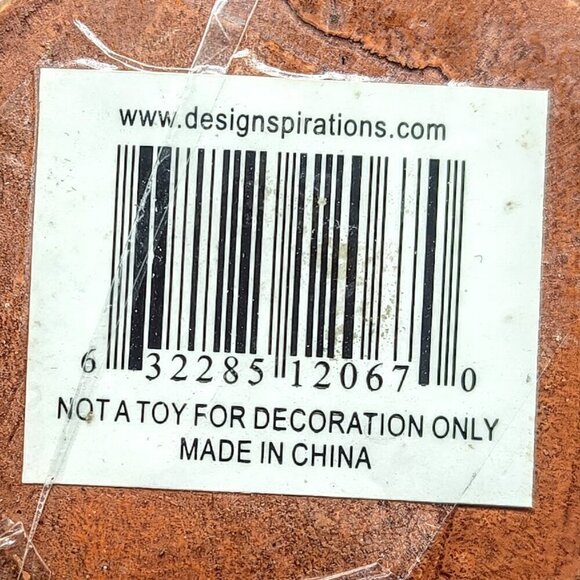 www.designspirations.com
6 32285 12067 0
NOT A TOY FOR DECORATION ONLY
MADE IN CHINA